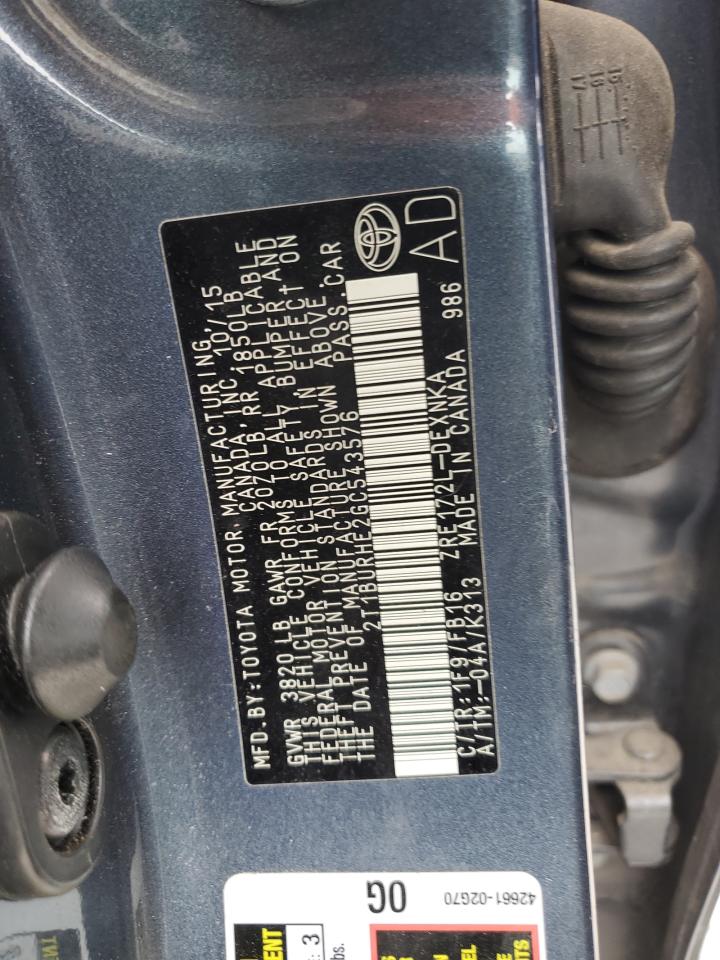 MFD.BY:TOYOTA MOTOR MANUFACTURING,
CANADA, INC. 10/15
GVWR 3820LB GAWR FR 2070LB RR 1850LB
THIS VEHICLE CONFORMS TO ALL APPLICABLE
FEDERAL MOTOR VEHICLE SAFETY, BUMPER AND
THEFT PREVENTION STANDARDS IN EFFECT ON
THE DATE OF MANUFACTURE SHOWN ABOVE.
2T1BURHE2GC543576 PASS.CAR
C/TR:1F9/FB16 ZRE172L-DEXNKA
A/TM:-04A/K313 MADE IN CANADA 986
AD
0G
42661-02G70
: 3